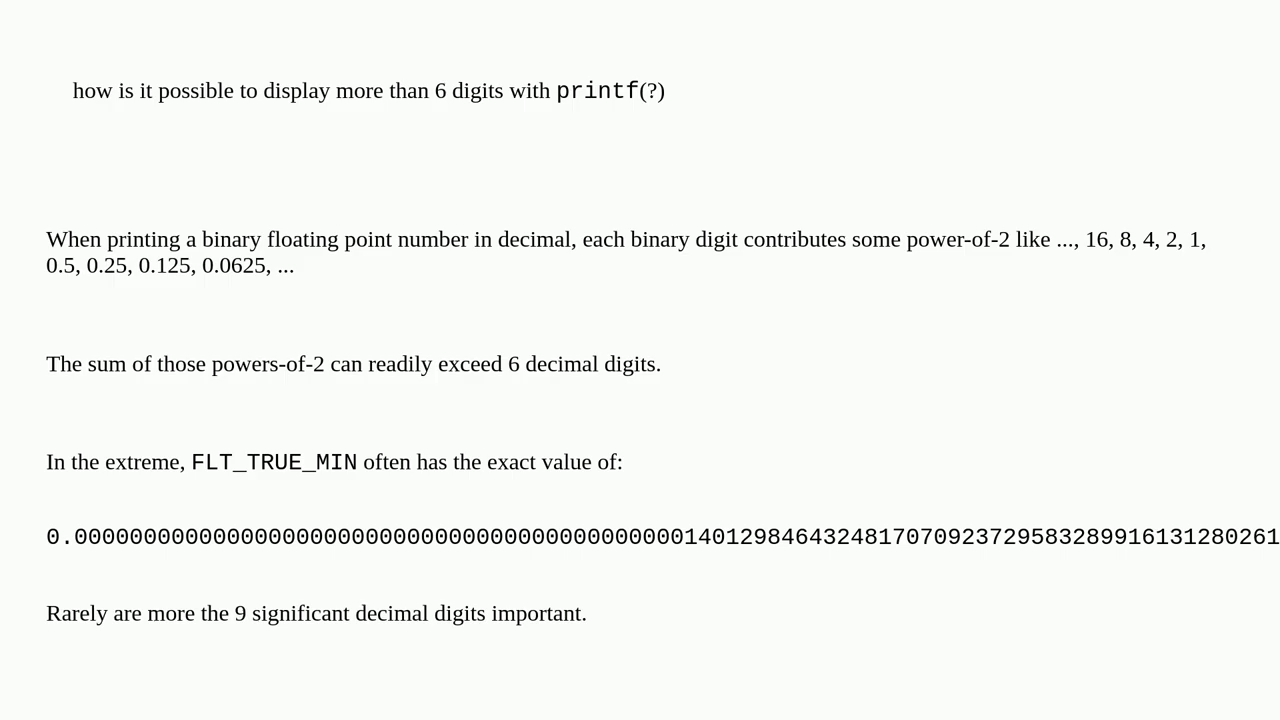 how is it possible to display more than 6 digits with printf(?)
When printing a binary floating point number in decimal, each binary digit contributes some power-of-2 like ..., 16, 8, 4, 2, 1,
0.5, 0.25, 0.125, 0.0625, ...
The sum of those powers-of-2 can readily exceed 6 decimal digits.
In the extreme, FLT_TRUE_MIN often has the exact value of:
0.000000000000000000000000000000000000000000001401298464324817070923729583289916131280261
Rarely are more the 9 significant decimal digits important.